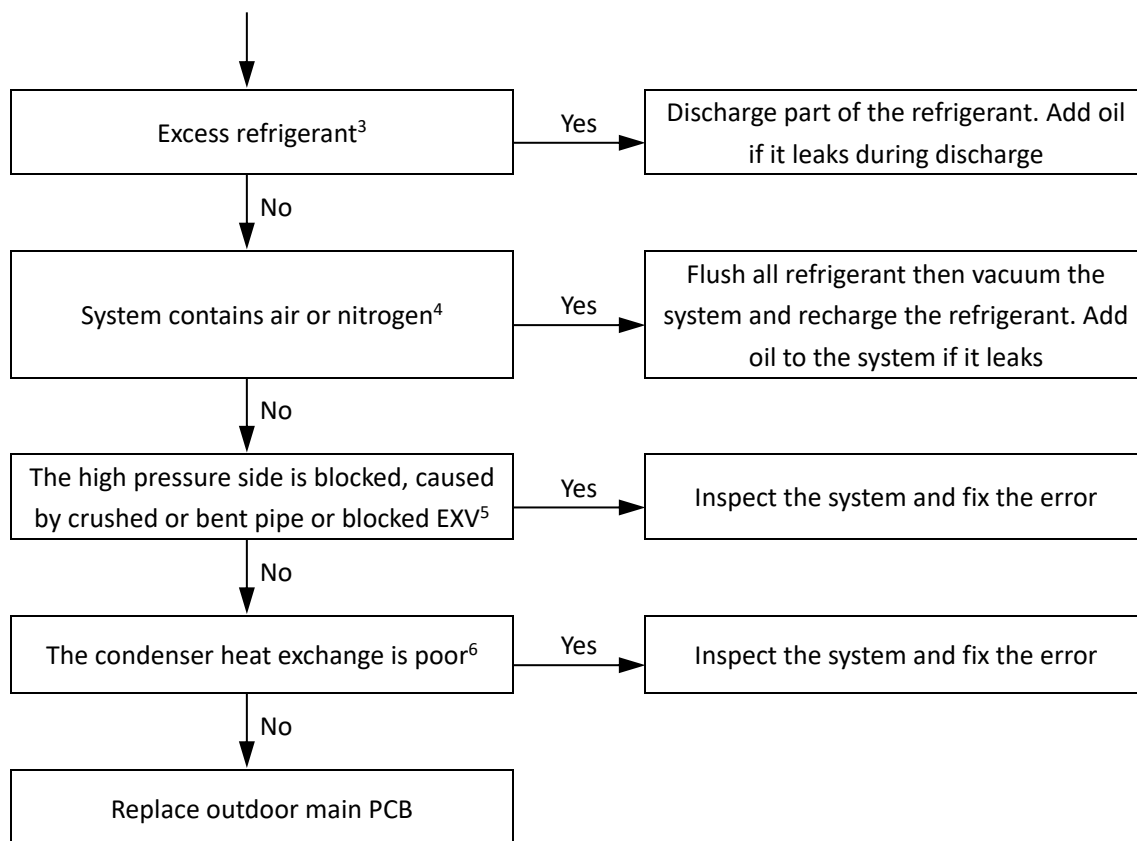 Excess refrigerant³
Yes
Discharge part of the refrigerant. Add oil
if it leaks during discharge
No
System contains air or nitrogen⁴
Yes
Flush all refrigerant then vacuum the
system and recharge the refrigerant. Add
oil to the system if it leaks
No
The high pressure side is blocked, caused
by crushed or bent pipe or blocked EXV⁵
Yes
Inspect the system and fix the error
No
The condenser heat exchange is poor⁶
Yes
Inspect the system and fix the error
No
Replace outdoor main PCB